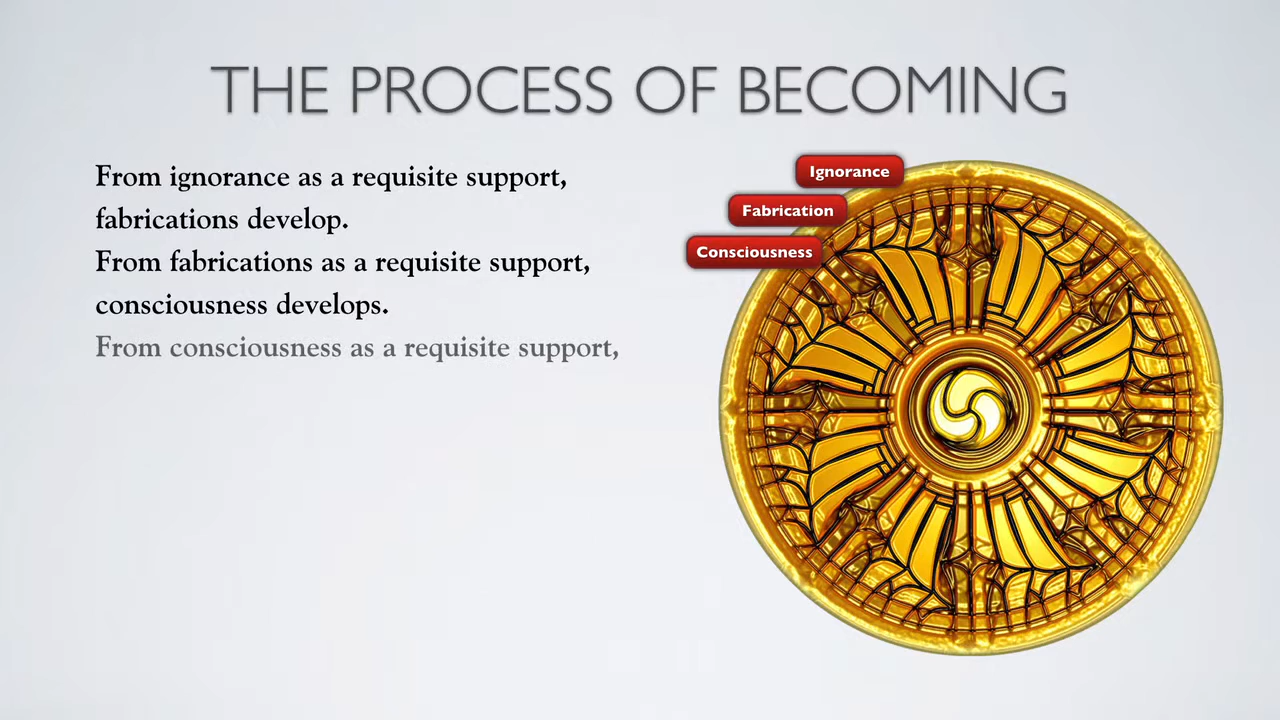 THE PROCESS OF BECOMING
From ignorance as a requisite support,
fabrications develop.
From fabrications as a requisite support,
consciousness develops.
From consciousness as a requisite support,
Ignorance
Fabrication
Consciousness